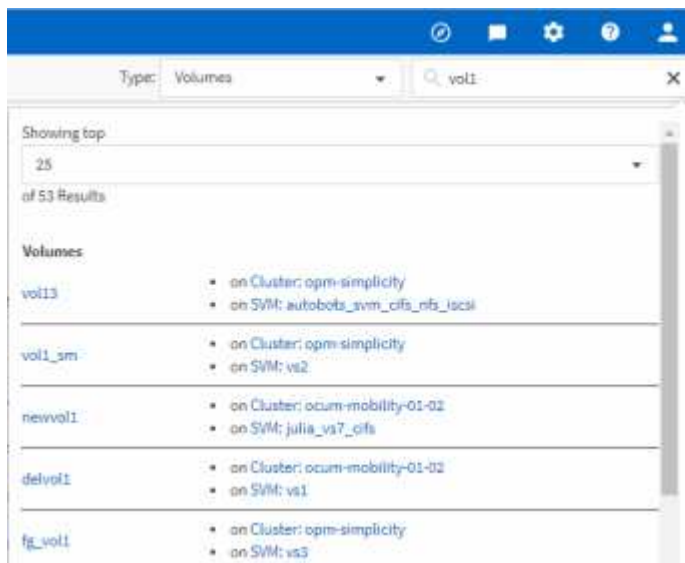 Type: Volumes vol1
Showing top
25
of 53 Results
Volumes
vol13
on Cluster: opm-simplicity
on SVM: autobots_svm_cifs_nfs_iscsi
vol1_sm
on Cluster: opm-simplicity
on SVM: vs2
newvol1
on Cluster: ocum-mobility-01-02
on SVM: julia_vs7_cifs
delvol1
on Cluster: ocum-mobility-01-02
on SVM: vs1
fg_vol1
on Cluster: opm-simplicity
on SVM: vs3